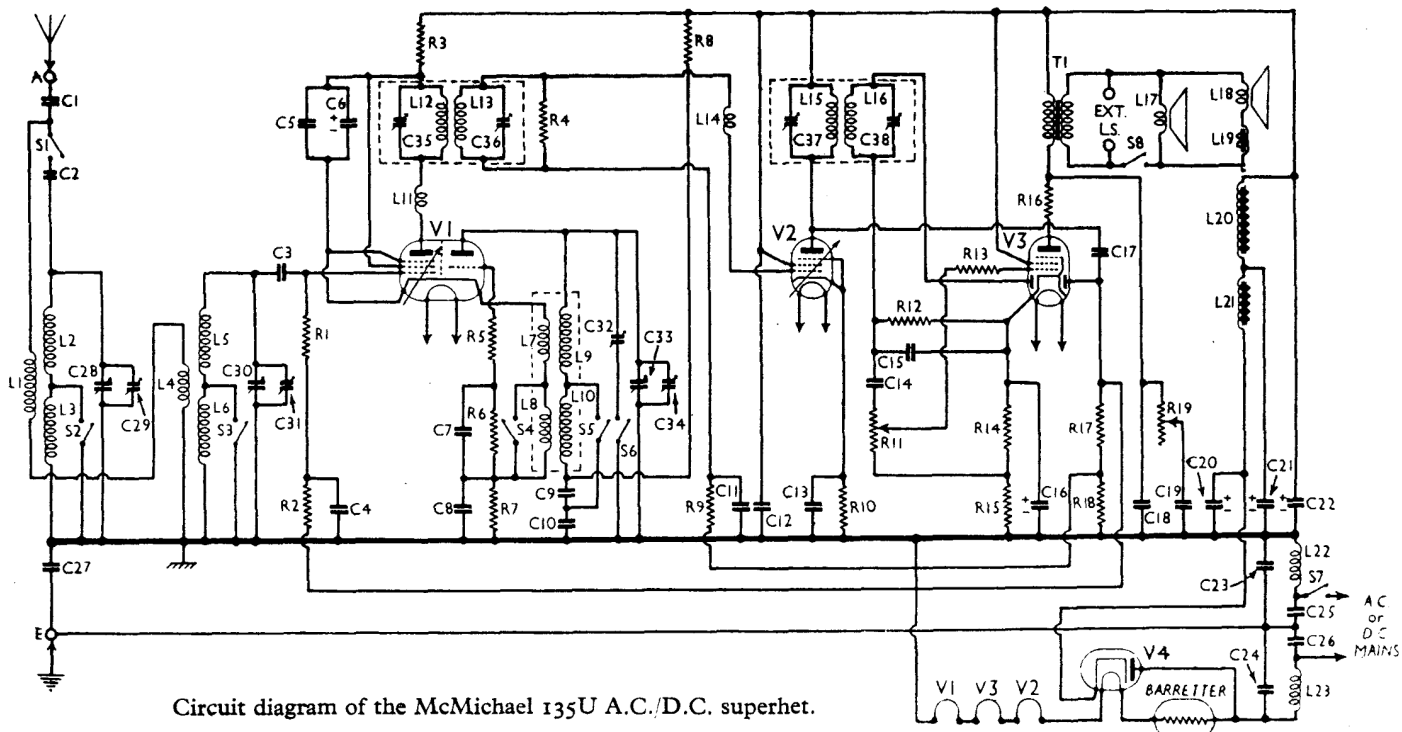 A
C1
S1
C2
L1
L2
L3
S2
C28
C29
L4
L5
L6
S3
C30
C31
C3
R1
R2
C4
C27
E
C5
C6
+
-
R3
L12
L13
C35
C36
R4
L11
V1
R5
R6
R7
C7
C8
S4
L7
L8
L9
L10
S5
S6
C32
C33
C34
C9
C10
R8
L14
R9
C11
C12
C13
R10
V2
L15
L16
C37
C38
R12
C15
C14
R11
R13
V3
R14
R15
C16
+
-
R16
C17
R17
R18
C18
R19
C19
T1
EXT.
L.S.
S8
L17
L18
L19
L20
L21
C20
+
-
C21
+
-
C22
+
-
C23
L22
S7
C25
C26
C24
L23
A.C.
or
D.C.
MAINS
V4
BARRETTER
V1 V3 V2
Circuit diagram of the McMichael 135U A.C./D.C. superhet.